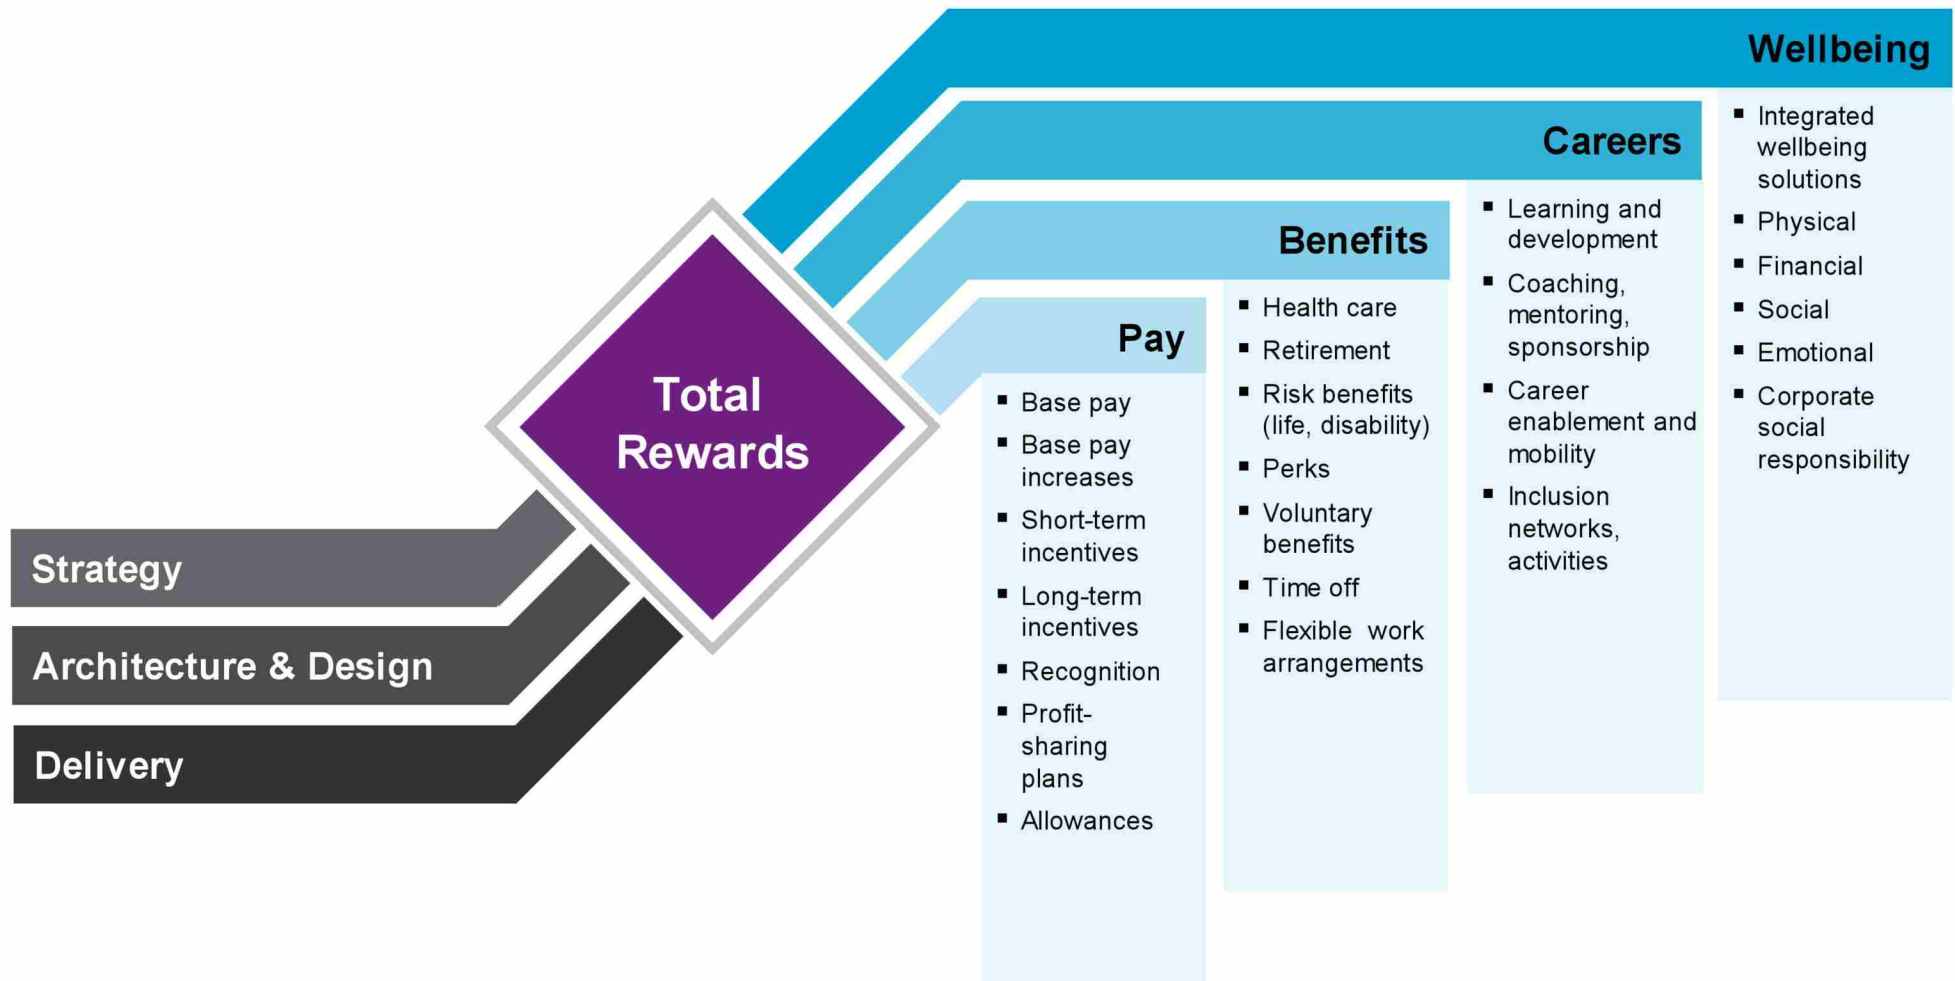 Total
Rewards
Strategy
Architecture & Design
Delivery
Pay
▪ Base pay
▪ Base pay
increases
▪ Short-term
incentives
▪ Long-term
incentives
▪ Recognition
▪ Profit-
sharing
plans
▪ Allowances
Benefits
▪ Health care
▪ Retirement
▪ Risk benefits
(life, disability)
▪ Perks
▪ Voluntary
benefits
▪ Time off
▪ Flexible work
arrangements
Careers
▪ Learning and
development
▪ Coaching,
mentoring,
sponsorship
▪ Career
enablement and
mobility
▪ Inclusion
networks,
activities
Wellbeing
▪ Integrated
wellbeing
solutions
▪ Physical
▪ Financial
▪ Social
▪ Emotional
▪ Corporate
social
responsibility